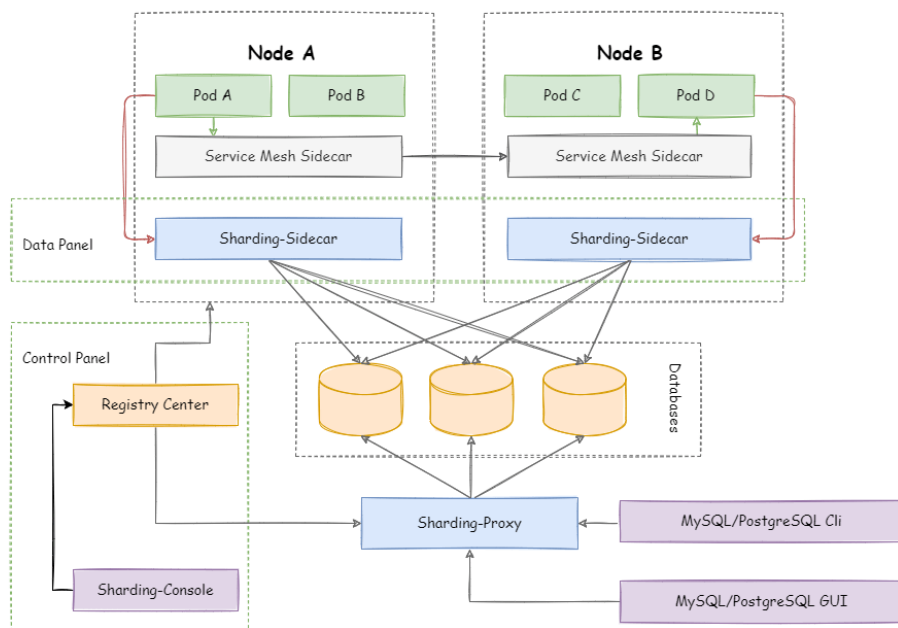 Node A
Node B
Pod A
Pod B
Pod C
Pod D
Service Mesh Sidecar
Service Mesh Sidecar
Data Panel
Sharding-Sidecar
Sharding-Sidecar
Control Panel
Registry Center
Databases
Sharding-Proxy
MySQL/PostgreSQL Cli
Sharding-Console
MySQL/PostgreSQL GUI